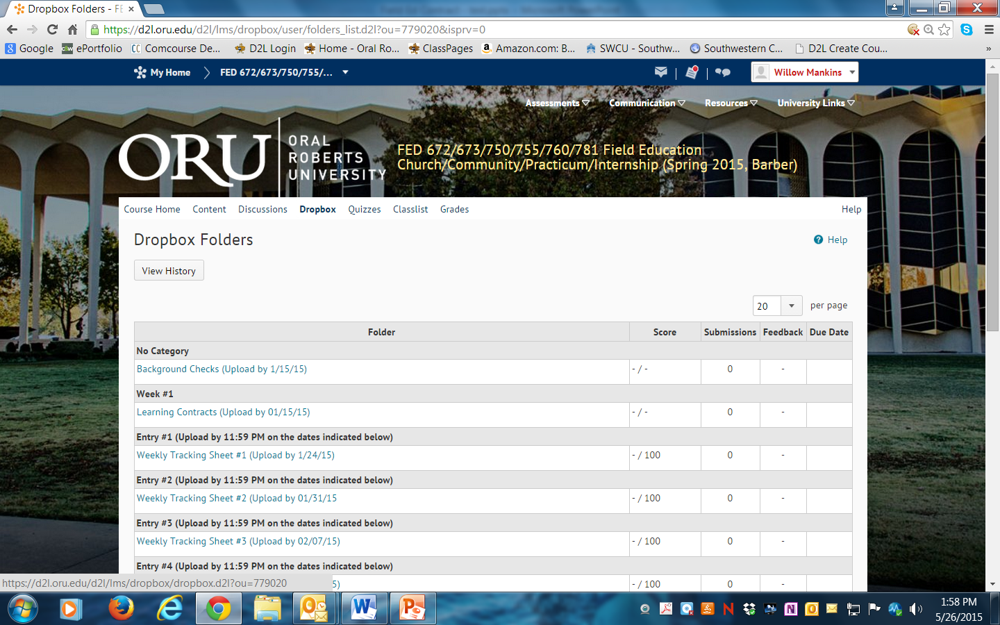 Dropbox Folders - FE
https://d2l.oru.edu/d2l/lms/dropbox/user/folders_list.d2l?ou=779020&isprv=0
Google ePortfolio Comcourse De... D2L Login Home - Oral Ro... ClassPages Amazon.com: B... SWCU - Southw... Southwestern C... D2L Create Cou... »
My Home FED 672/673/750/755/... Willow Mankins
Assessments Communication Resources University Links
ORU ORAL
ROBERTS
UNIVERSITY
FED 672/673/750/755/760/781 Field Education
Church/Community/Practicum/Internship (Spring 2015, Barber)
Course Home Content Discussions Dropbox Quizzes Classlist Grades Help
Dropbox Folders Help
View History
20 per page
Folder Score Submissions Feedback Due Date
No Category
Background Checks (Upload by 1/15/15) - / - 0 -
Week #1
Learning Contracts (Upload by 01/15/15) - / - 0 -
Entry #1 (Upload by 11:59 PM on the dates indicated below)
Weekly Tracking Sheet #1 (Upload by 1/24/15) - / 100 0 -
Entry #2 (Upload by 11:59 PM on the dates indicated below)
Weekly Tracking Sheet #2 (Upload by 01/31/15 - / 100 0 -
Entry #3 (Upload by 11:59 PM on the dates indicated below)
Weekly Tracking Sheet #3 (Upload by 02/07/15) - / 100 0 -
Entry #4 (Upload by 11:59 PM on the dates indicated below)
5) - / 100 0 -
https://d2l.oru.edu/d2l/lms/dropbox/dropbox.d2l?ou=779020
1:58 PM
5/26/2015